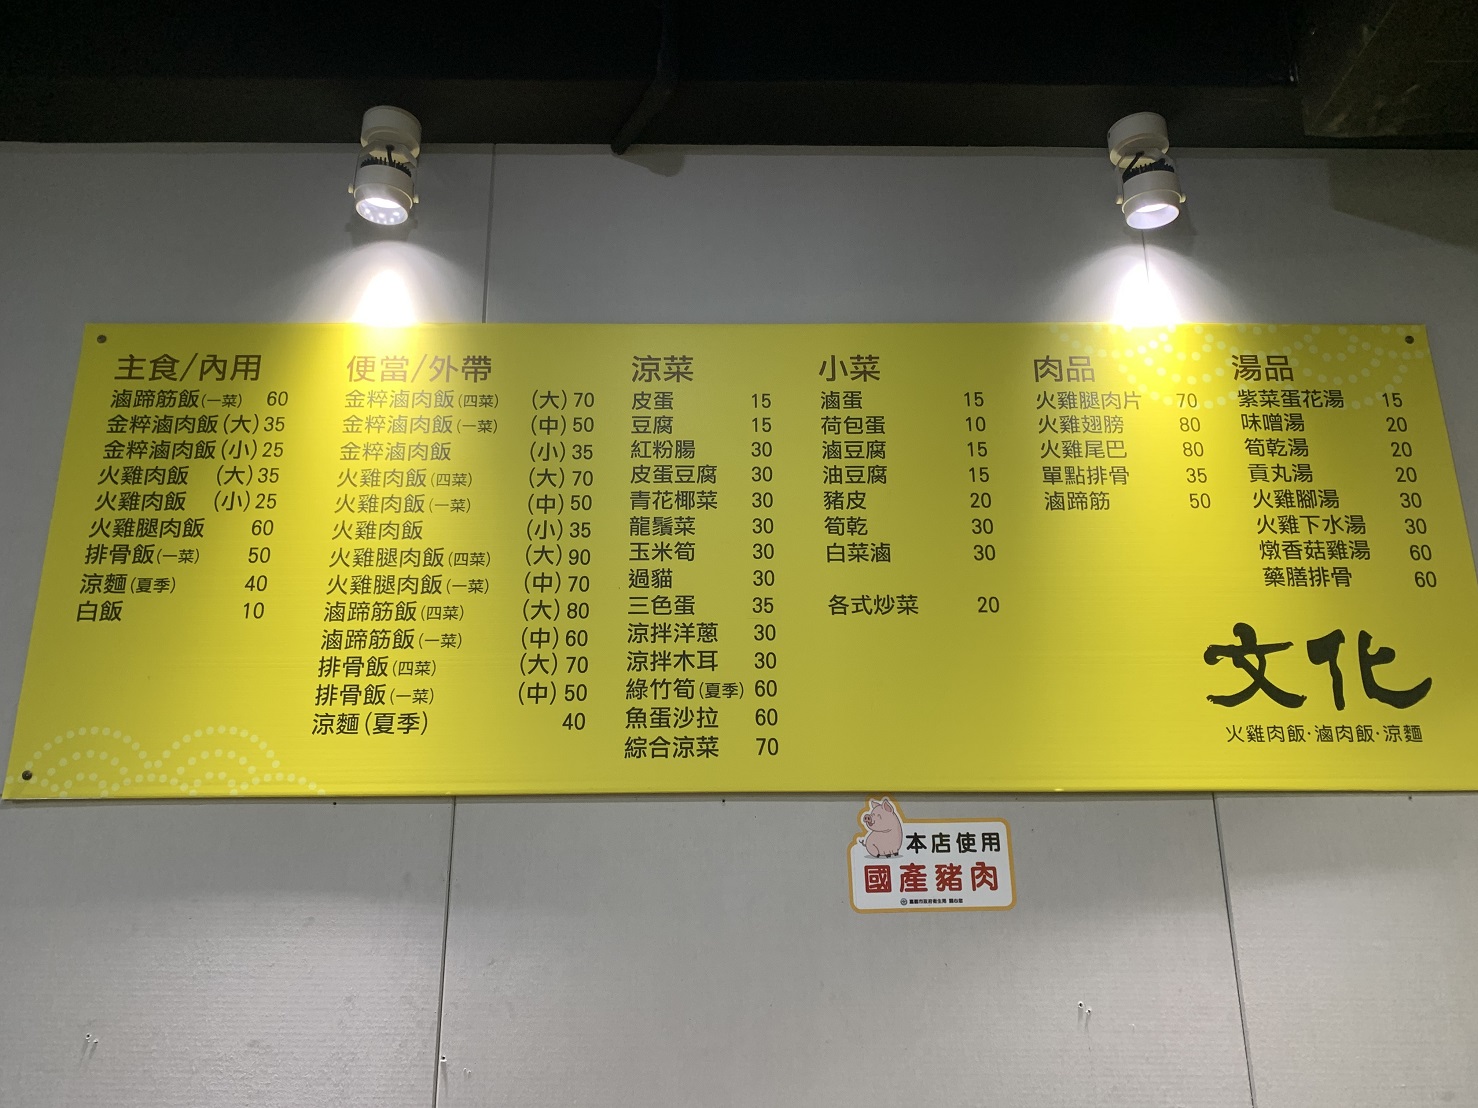 主食/內用
滷蹄筋飯(一菜) 60
金粹滷肉飯(大)35
金粹滷肉飯(小)25
火雞肉飯 (大)35
火雞肉飯 (小)25
火雞腿肉飯 60
排骨飯(一菜) 50
涼麵(夏季) 40
白飯 10
便當/外帶
金粹滷肉飯(四菜) (大)70
金粹滷肉飯(一菜) (中)50
金粹滷肉飯 (小)35
火雞肉飯(四菜) (大)70
火雞肉飯(一菜) (中)50
火雞肉飯 (小)35
火雞腿肉飯(四菜) (大)90
火雞腿肉飯(一菜) (中)70
滷蹄筋飯(四菜) (大)80
滷蹄筋飯(一菜) (中)60
排骨飯(四菜) (大)70
排骨飯(一菜) (中)50
涼麵(夏季) 40
涼菜
皮蛋 15
豆腐 15
紅粉腸 30
皮蛋豆腐 30
青花椰菜 30
龍鬚菜 30
玉米筍 30
過貓 30
三色蛋 35
涼拌洋蔥 30
涼拌木耳 30
綠竹筍(夏季) 60
魚蛋沙拉 60
綜合涼菜 70
小菜
滷蛋 15
荷包蛋 10
滷豆腐 15
油豆腐 15
豬皮 20
筍乾 30
白菜滷 30
各式炒菜 20
肉品
火雞腿肉片 70
火雞翅膀 80
火雞尾巴 80
單點排骨 35
滷蹄筋 50
湯品
紫菜蛋花湯 15
味噌湯 20
筍乾湯 20
貢丸湯 20
火雞腳湯 30
火雞下水湯 30
燉香菇雞湯 60
藥膳排骨 60
文化
火雞肉飯·滷肉飯·涼麵
本店使用
國產豬肉